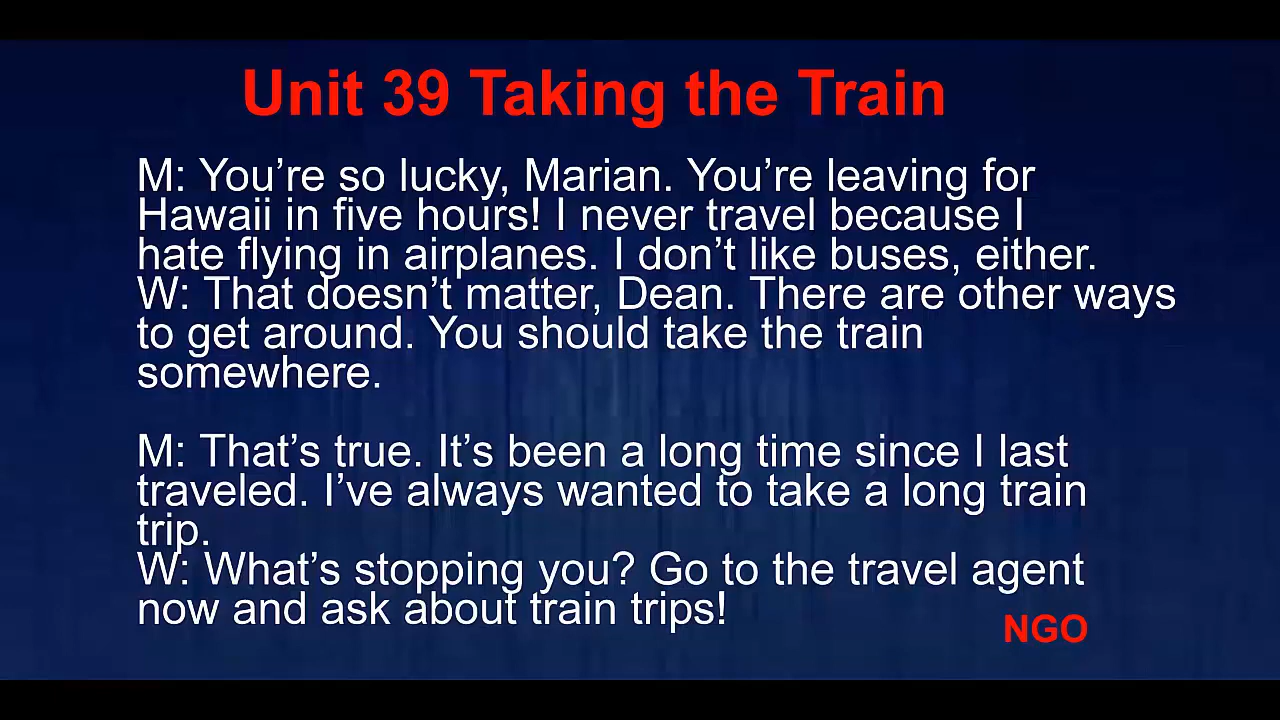 Unit 39 Taking the Train
M: You’re so lucky, Marian. You’re leaving for
Hawaii in five hours! I never travel because I
hate flying in airplanes. I don’t like buses, either.
W: That doesn’t matter, Dean. There are other ways
to get around. You should take the train
somewhere.
M: That’s true. It’s been a long time since I last
traveled. I’ve always wanted to take a long train
trip.
W: What’s stopping you? Go to the travel agent
now and ask about train trips!
NGO